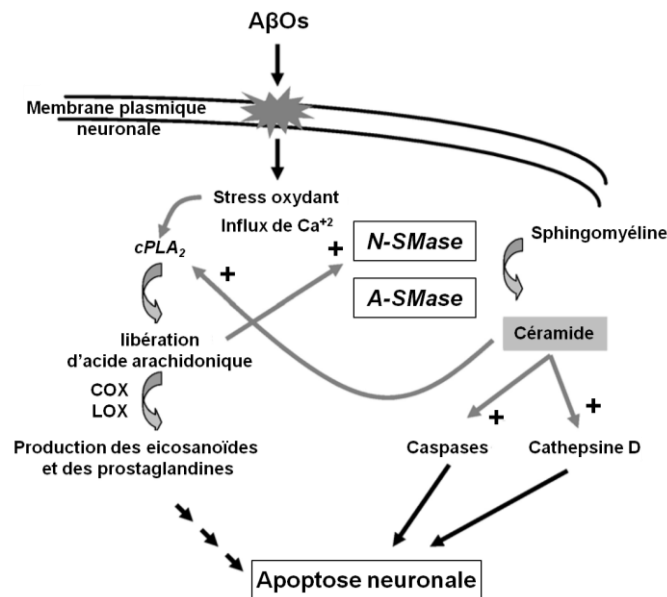 AβOs
Membrane plasmique
neuronale
Stress oxydant
Influx de Ca⁺²
cPLA₂
+
+
N-SMase
A-SMase
Sphingomyéline
libération
d'acide arachidonique
Céramide
COX
LOX
+
+
Production des eicosanoïdes
et des prostaglandines
Caspases
Cathepsine D
Apoptose neuronale